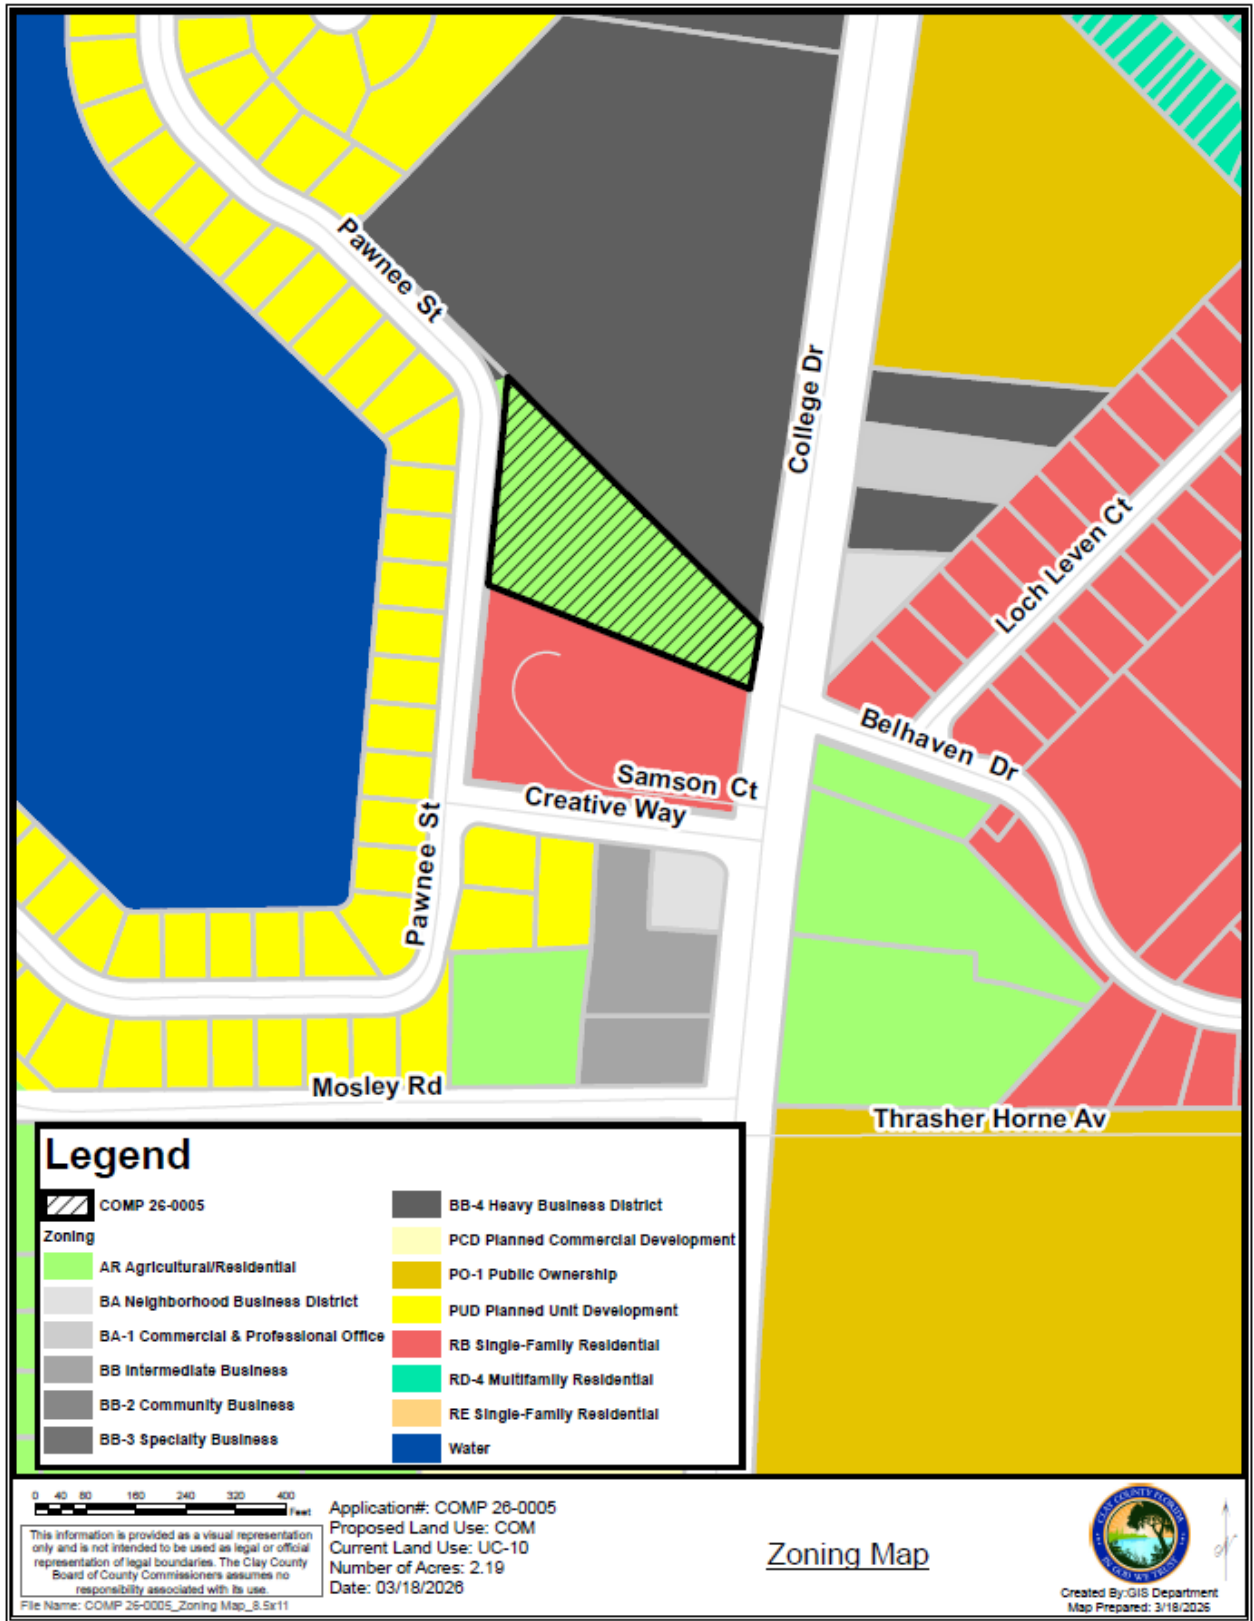 Pawnee St
College Dr
Loch Leven Ct
Belhaven Dr
Samson Ct
Creative Way
Pawnee St
Mosley Rd
Thrasher Horne Av
Legend
COMP 26-0005
Zoning
AR Agricultural/Residential
BA Neighborhood Business District
BA-1 Commercial & Professional Office
BB Intermediate Business
BB-2 Community Business
BB-3 Specialty Business
BB-4 Heavy Business District
PCD Planned Commercial Development
PO-1 Public Ownership
PUD Planned Unit Development
RB Single-Family Residential
RD-4 Multifamily Residential
RE Single-Family Residential
Water
0 40 80 160 240 320 400
Feet
This information is provided as a visual representation
only and is not intended to be used as legal or official
representation of legal boundaries. The Clay County
Board of County Commissioners assumes no
responsibility associated with its use.
File Name: COMP 26-0005_Zoning Map_8.5x11
Application#: COMP 26-0005
Proposed Land Use: COM
Current Land Use: UC-10
Number of Acres: 2.19
Date: 03/18/2026
Zoning Map
CLAY COUNTY FLORIDA
IN GOD WE TRUST
Created By:GIS Department
Map Prepared: 3/18/2026